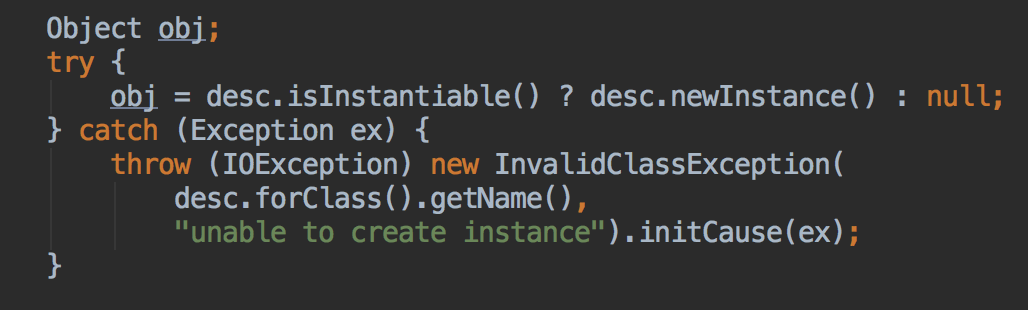 Object obj;
try {
    obj = desc.isInstantiable() ? desc.newInstance() : null;
} catch (Exception ex) {
    throw (IOException) new InvalidClassException(
        desc.forClass().getName(),
        "unable to create instance").initCause(ex);
}